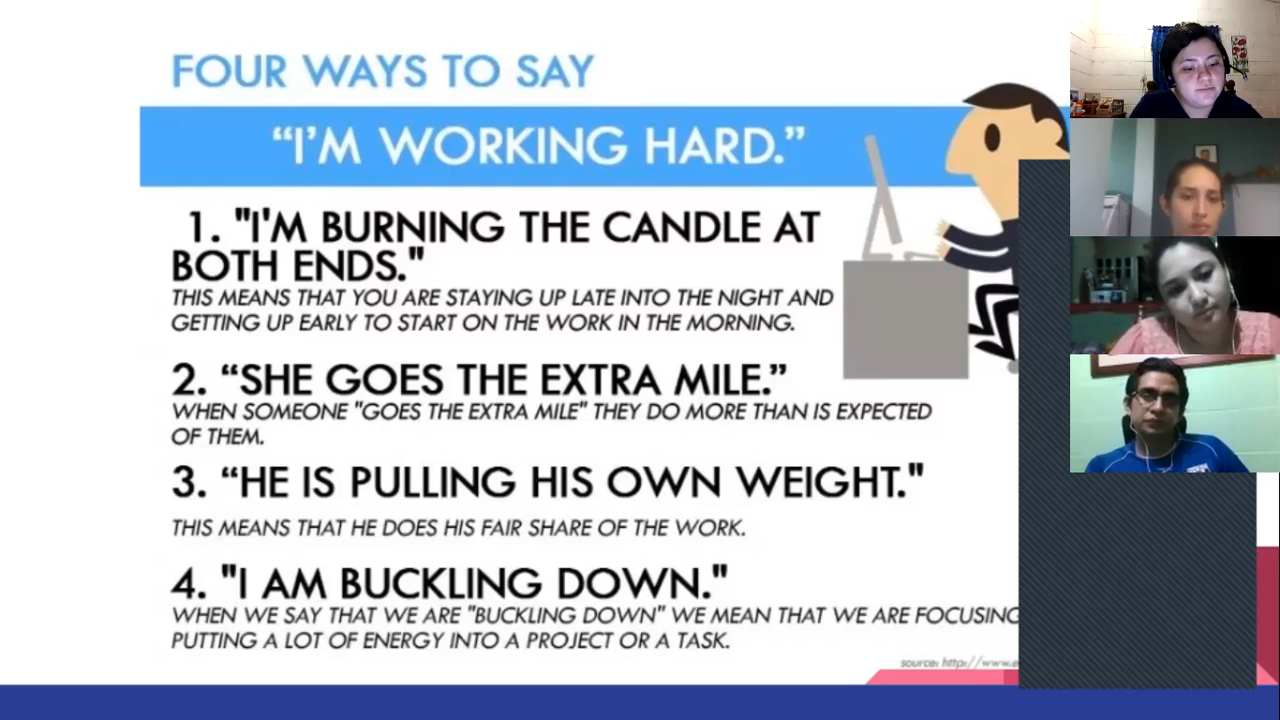 FOUR WAYS TO SAY
“I’M WORKING HARD.”
1. "I'M BURNING THE CANDLE AT
BOTH ENDS."
THIS MEANS THAT YOU ARE STAYING UP LATE INTO THE NIGHT AND
GETTING UP EARLY TO START ON THE WORK IN THE MORNING.
2. “SHE GOES THE EXTRA MILE.”
WHEN SOMEONE "GOES THE EXTRA MILE" THEY DO MORE THAN IS EXPECTED
OF THEM.
3. “HE IS PULLING HIS OWN WEIGHT."
THIS MEANS THAT HE DOES HIS FAIR SHARE OF THE WORK.
4. "I AM BUCKLING DOWN."
WHEN WE SAY THAT WE ARE "BUCKLING DOWN" WE MEAN THAT WE ARE FOCUSING
PUTTING A LOT OF ENERGY INTO A PROJECT OR A TASK.
source: http://www.e